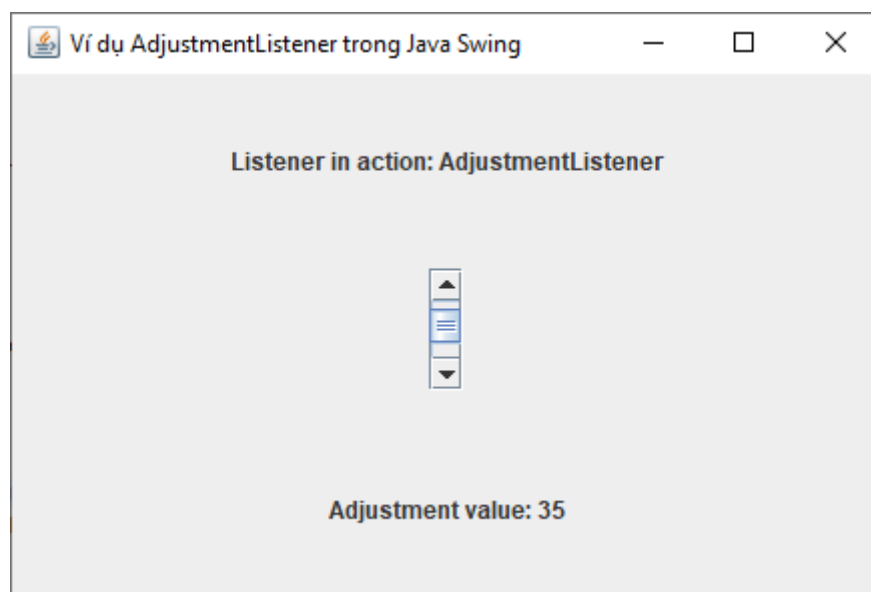 Ví dụ AdjustmentListener trong Java Swing
Listener in action: AdjustmentListener
Adjustment value: 35